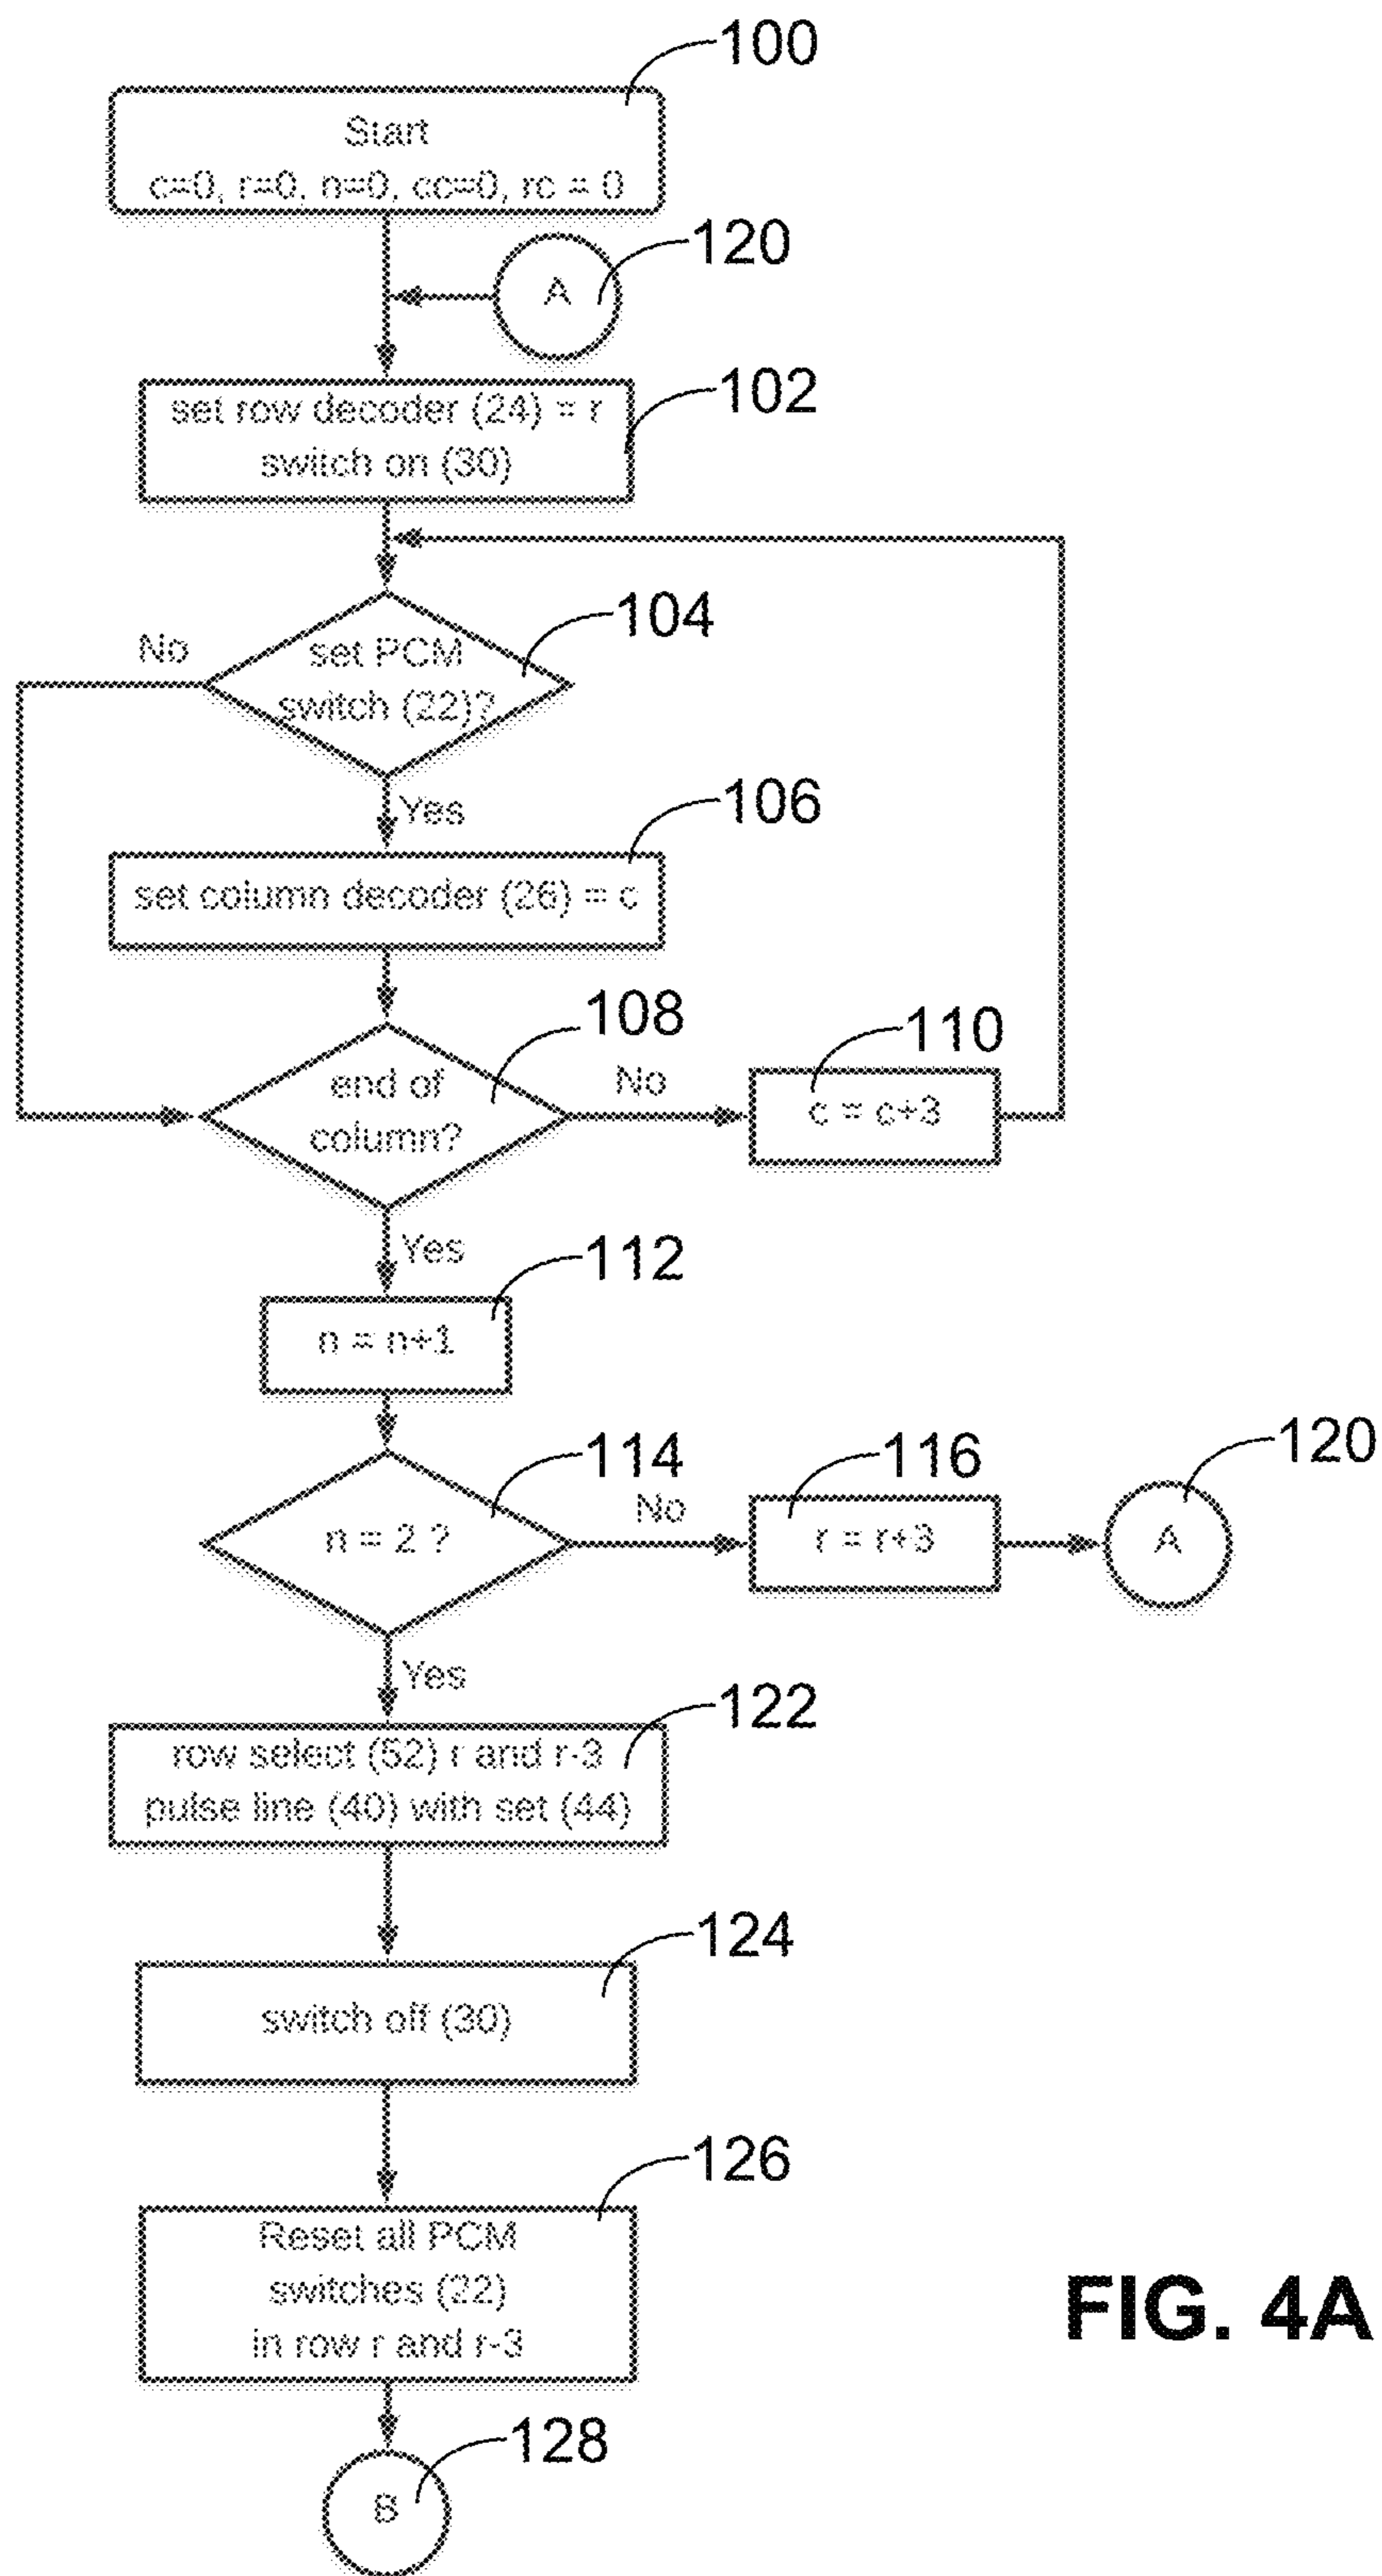 100
Start
c=0, r=0, n=0, cc=0, rc = 0
120
A
102
set row decoder (24) = r
switch on (30)
104
No
set PCM
switch (22)?
Yes
106
set column decoder (26) = c
108
end of
column?
No
110
c = c+3
Yes
112
n = n+1
114
n = 2 ?
No
116
r = r+3
120
A
Yes
122
row select (52) r and r-3
pulse line (40) with set (44)
124
switch off (30)
126
Reset all PCM
switches (22)
in row r and r-3
FIG. 4A
128
B